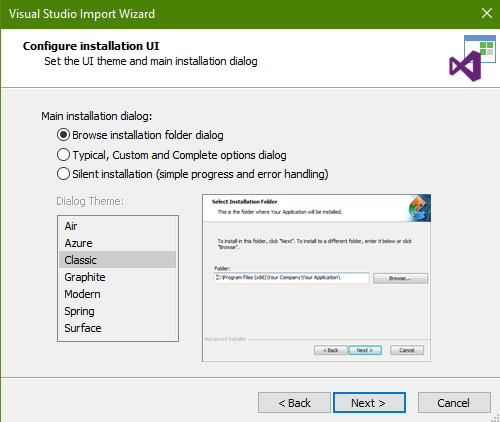 Visual Studio Import Wizard
Configure installation UI
Set the UI theme and main installation dialog
Main installation dialog:
Browse installation folder dialog
Typical, Custom and Complete options dialog
Silent installation (simple progress and error handling)
Dialog Theme:
Air
Azure
Classic
Graphite
Modern
Spring
Surface
Select Installation Folder
This is the folder where Your Application will be installed.
To install in this folder, click "Next". To install to a different folder, enter it below or click
"Browse".
Folder:
C:\Program Files (x86)\Your Company\Your Application\
Browse...
Advanced Installer
< Back Next > Cancel
< Back Next > Cancel